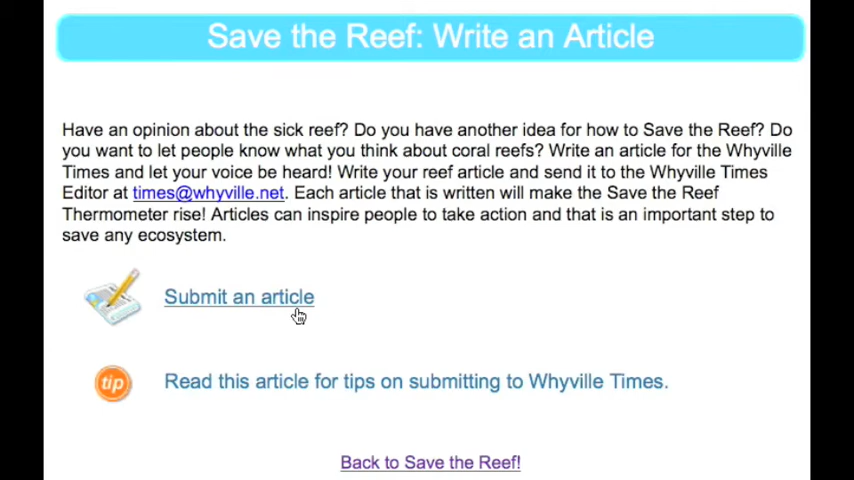 Save the Reef: Write an Article
Have an opinion about the sick reef? Do you have another idea for how to Save the Reef? Do
you want to let people know what you think about coral reefs? Write an article for the Whyville
Times and let your voice be heard! Write your reef article and send it to the Whyville Times
Editor at times@whyville.net. Each article that is written will make the Save the Reef
Thermometer rise! Articles can inspire people to take action and that is an important step to
save any ecosystem.
Submit an article
tip
Read this article for tips on submitting to Whyville Times.
Back to Save the Reef!